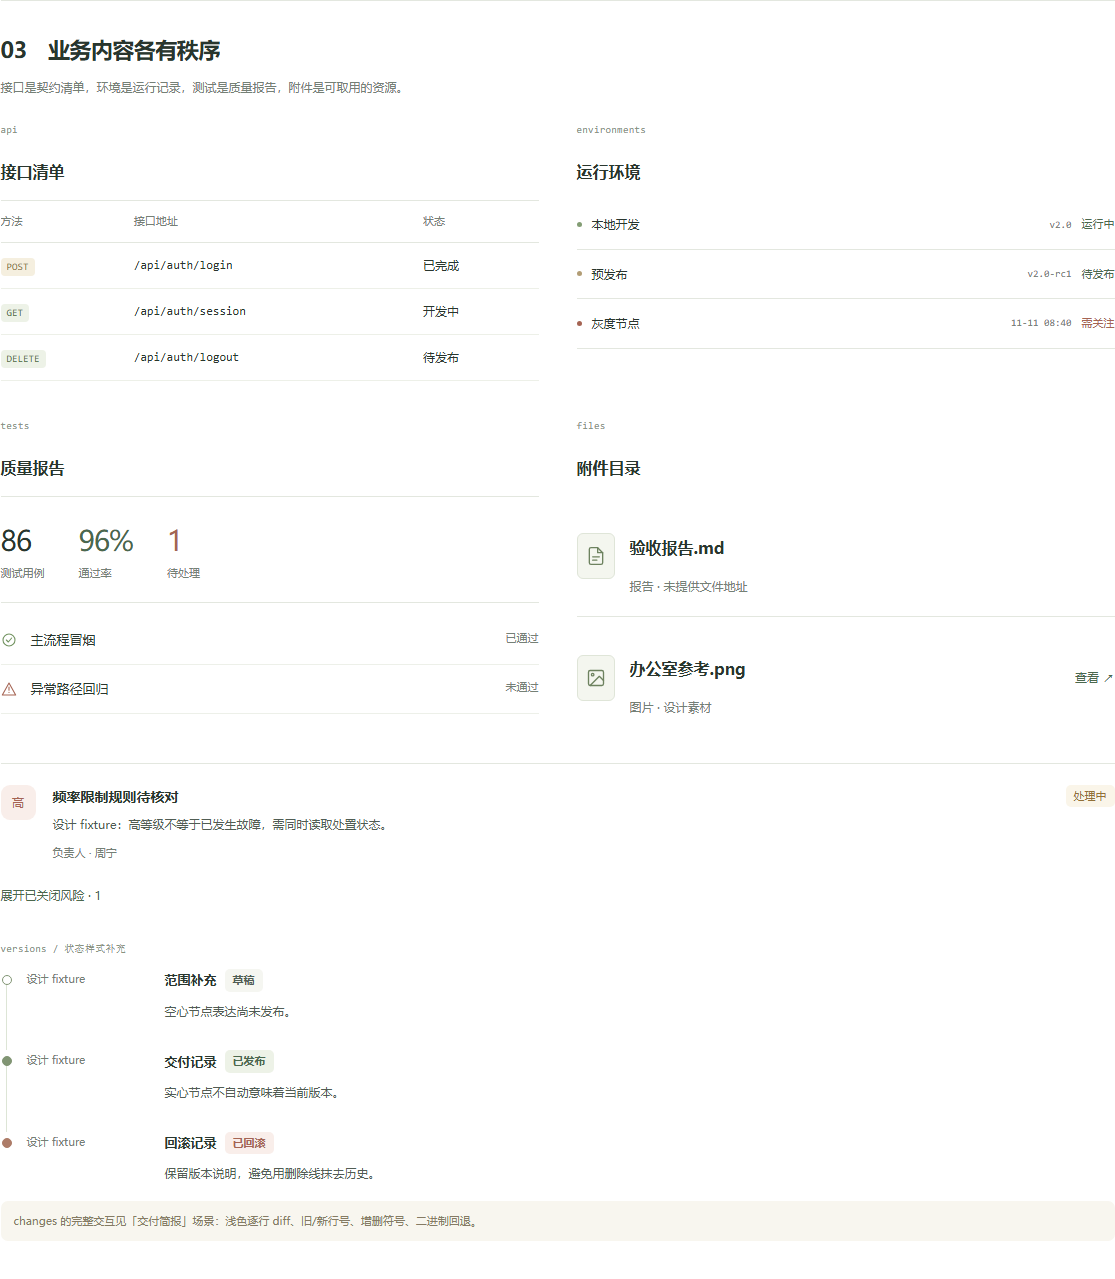 03 业务内容各有秩序
接口是契约清单，环境是运行记录，测试是质量报告，附件是可取用的资源。
api
接口清单
方法 接口地址 状态
POST /api/auth/login 已完成
GET /api/auth/session 开发中
DELETE /api/auth/logout 待发布
environments
运行环境
本地开发 v2.0 运行中
预发布 v2.0-rc1 待发布
灰度节点 11-11 08:40 需关注
tests
质量报告
86 96% 1
测试用例 通过率 待处理
主流程冒烟 已通过
异常路径回归 未通过
files
附件目录
验收报告.md
报告 · 未提供文件地址
办公室参考.png
查看 ↗
图片 · 设计素材
高 频率限制规则待核对 处理中
设计 fixture：高等级不等于已发生故障，需同时读取处置状态。
负责人 · 周宁
展开已关闭风险 · 1
versions / 状态样式补充
设计 fixture 范围补充 草稿
空心节点表达尚未发布。
设计 fixture 交付记录 已发布
实心节点不自动意味着当前版本。
设计 fixture 回滚记录 已回滚
保留版本说明，避免用删除线抹去历史。
changes 的完整交互见「交付简报」场景：浅色逐行 diff、旧/新行号、增删符号、二进制回退。